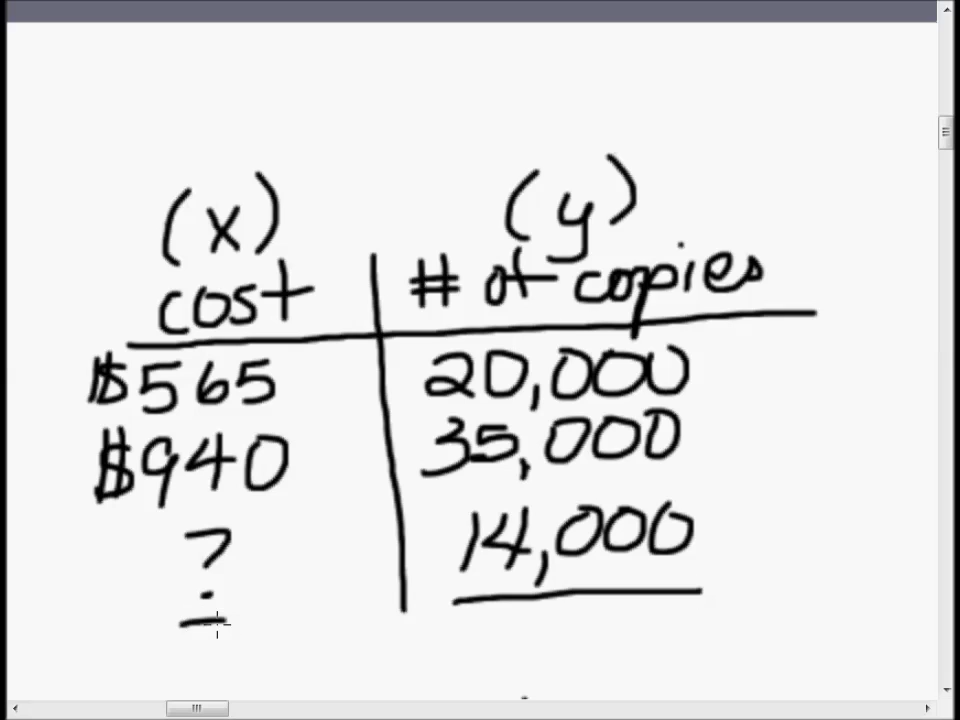 (x) (y)
cost # of copies
$565 20,000
$940 35,000
? 14,000